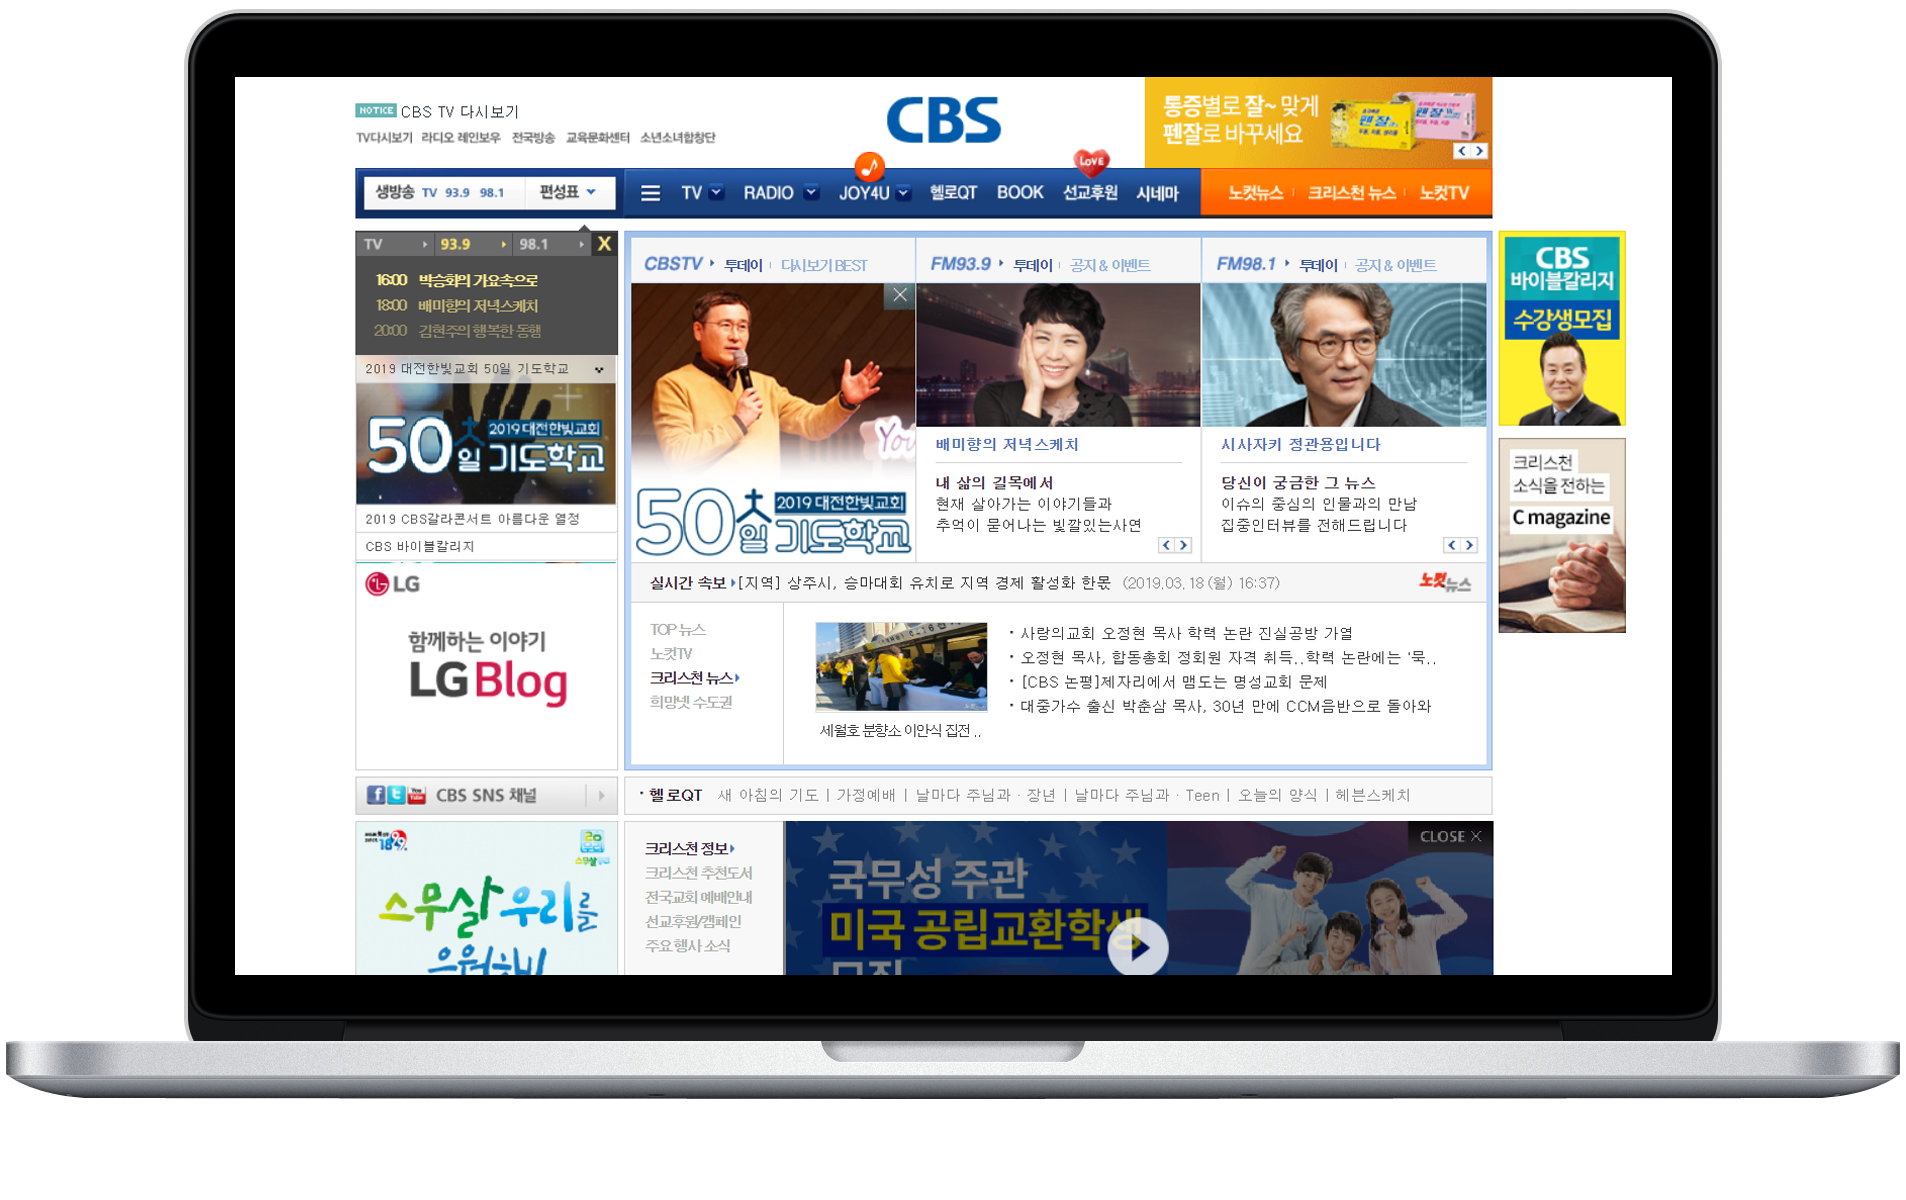 NOTICE CBS TV 다시보기
TV다시보기 라디오 레인보우 전국방송 교육문화센터 소년소녀합창단
CBS
통증별로 잘~ 맞게
펜잘로 바꾸세요
펜잘
펜잘
생방송 TV 93.9 98.1 편성표
TV RADIO JOY4U 헬로QT BOOK 선교후원 시네마
LOVE
노컷뉴스 크리스천 뉴스 노컷TV
TV 93.9 98.1 X
16:00 박승화의 가요속으로
18:00 배미향의 저녁스케치
20:00 김현주의 행복한 동행
2019 대전한빛교회 50일 기도학교
50일 2019 대전한빛교회
기도학교
2019 CBS갈라콘서트 아름다운 열정
CBS 바이블칼리지
LG
함께하는 이야기
LG Blog
CBS SNS 채널
스무살 우리를
응원해
CBSTV 투데이 다시보기 BEST
You
50일 2019 대전한빛교회
기도학교
FM93.9 투데이 공지 & 이벤트
배미향의 저녁스케치
내 삶의 길목에서
현재 살아가는 이야기들과
추억이 묻어나는 빛깔있는사연
FM98.1 투데이 공지 & 이벤트
시사자키 정관용입니다
당신이 궁금한 그 뉴스
이슈의 중심의 인물과의 만남
집중인터뷰를 전해드립니다
실시간 속보 [지역] 상주시, 승마대회 유치로 지역 경제 활성화 한몫 (2019.03.18 (월) 16:37)
노컷뉴스
TOP 뉴스
노컷TV
크리스천 뉴스
희망넷 수도권
세월호 분향소 이안식 집전 ..
· 사랑의교회 오정현 목사 학력 논란 진실공방 가열
· 오정현 목사, 합동총회 정회원 자격 취득..학력 논란에는 '묵..
· [CBS 논평]제자리에서 맴도는 명성교회 문제
· 대중가수 출신 박춘삼 목사, 30년 만에 CCM음반으로 돌아와
· 헬로QT 새 아침의 기도 | 가정예배 | 날마다 주님과 · 장년 | 날마다 주님과 · Teen | 오늘의 양식 | 헤븐스케치
크리스천 정보
크리스천 추천도서
전국교회 예배안내
선교후원/캠페인
주요 행사 소식
국무성 주관
미국 공립교환학생
모집
CLOSE X
CBS
바이블칼리지
수강생모집
크리스천
소식을 전하는
C magazine